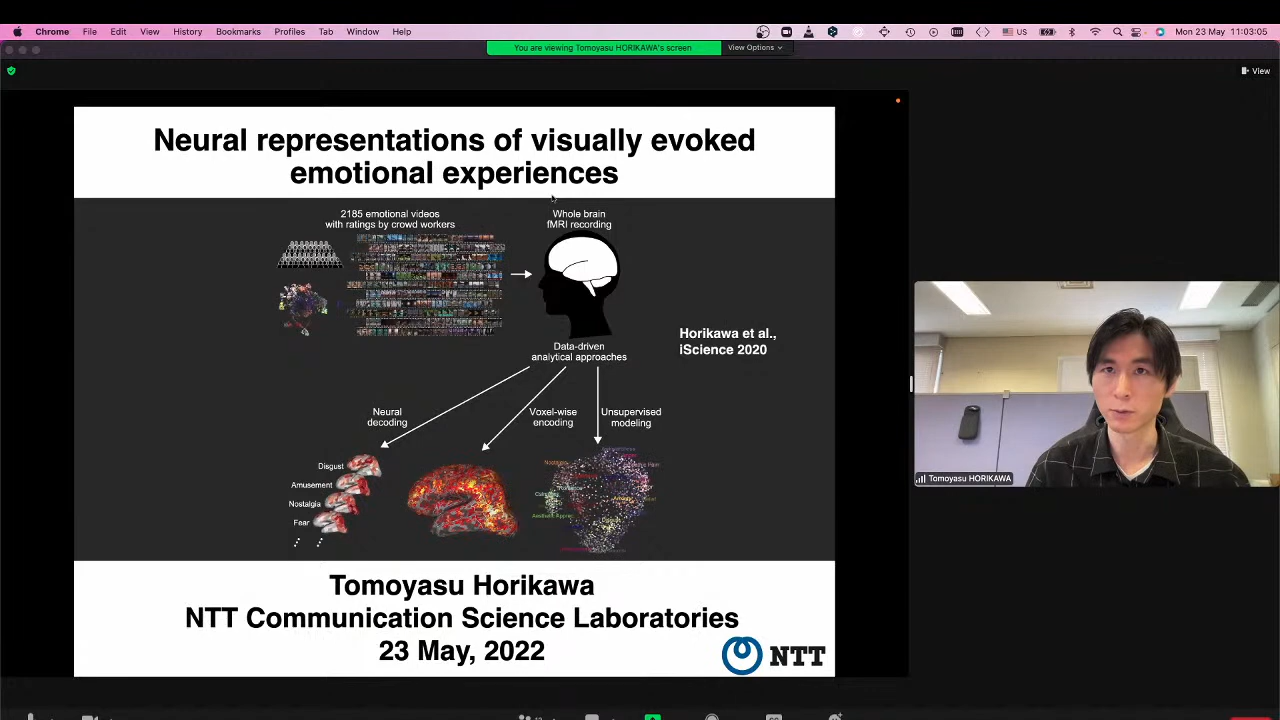 Chrome File Edit View History Bookmarks Profiles Tab Window Help
US
Mon 23 May 11:03:05
You are viewing Tomoyasu HORIKAWA's screen
View Options
View
Neural representations of visually evoked
emotional experiences
2185 emotional videos
with ratings by crowd workers
Whole brain
fMRI recording
Horikawa et al.,
iScience 2020
Data-driven
analytical approaches
Neural
decoding
Voxel-wise
encoding
Unsupervised
modeling
Disgust
Amusement
Nostalgia
Fear
Tomoyasu HORIKAWA
Tomoyasu Horikawa
NTT Communication Science Laboratories
23 May, 2022
NTT